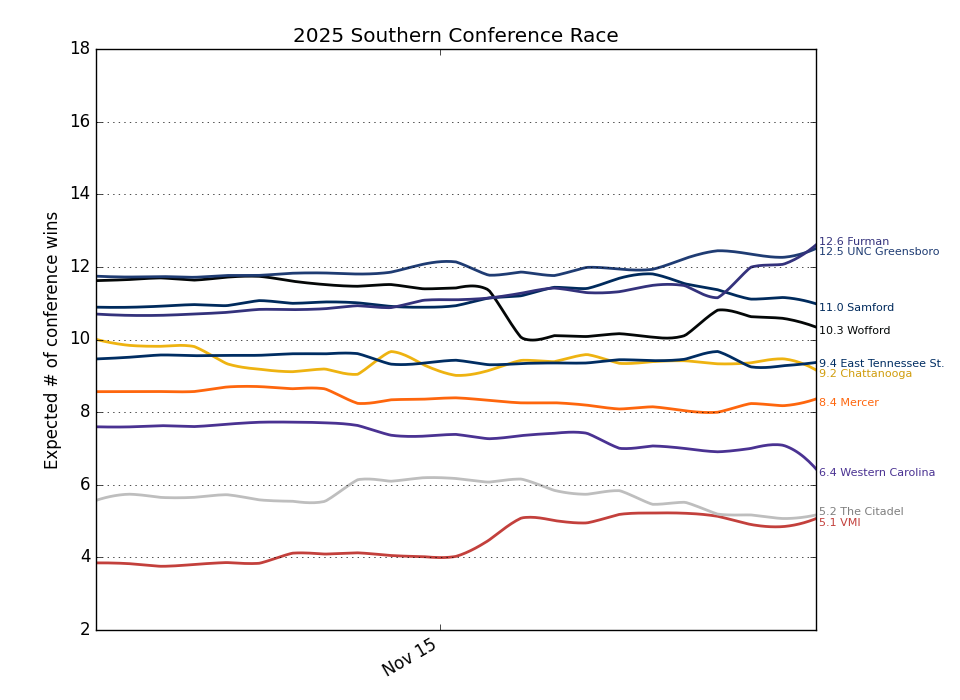 2025 Southern Conference Race
Expected # of conference wins
18
16
14
12
10
8
6
4
2
Nov 15
12.6 Furman
12.5 UNC Greensboro
11.0 Samford
10.3 Wofford
9.4 East Tennessee St.
9.2 Chattanooga
8.4 Mercer
6.4 Western Carolina
5.2 The Citadel
5.1 VMI